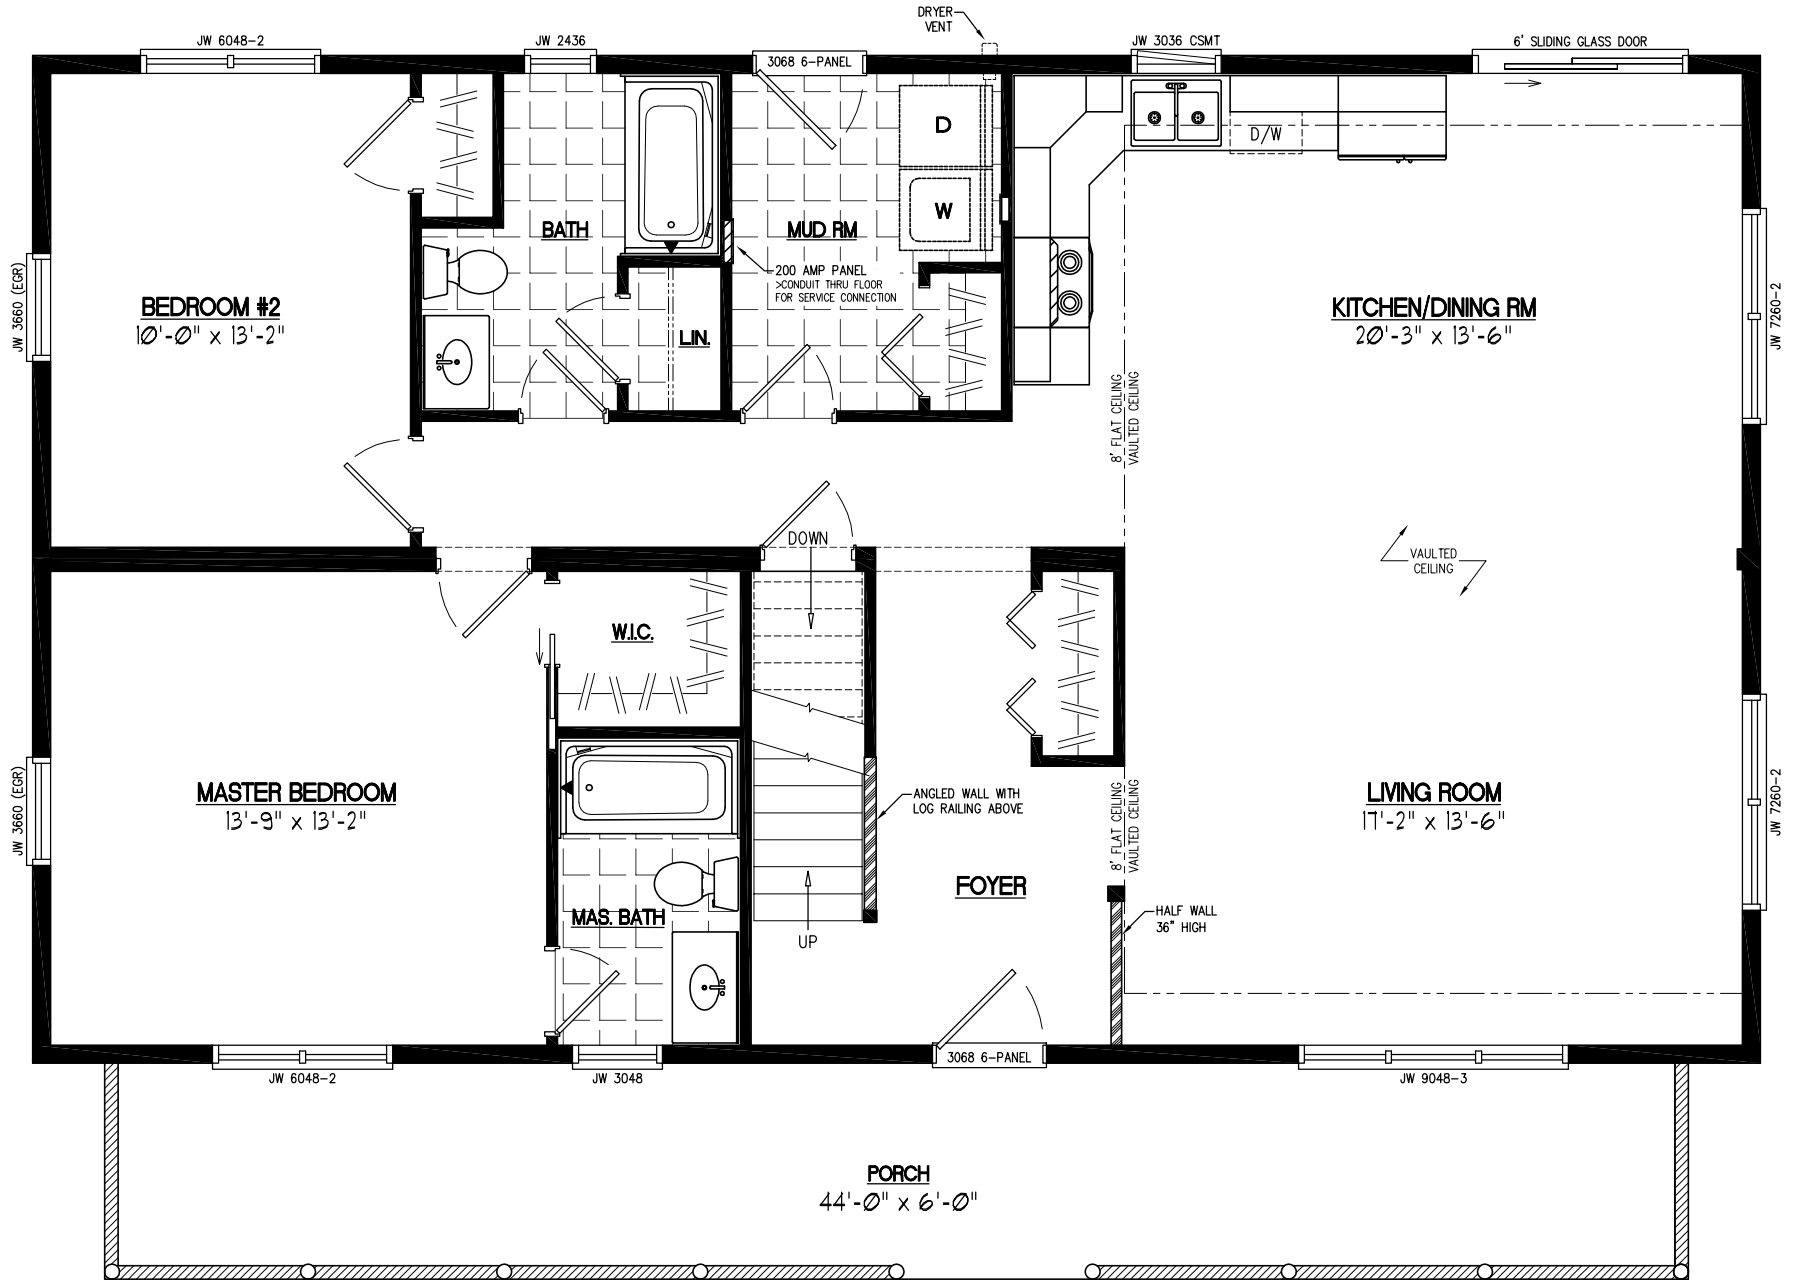 DRYER
VENT
JW 6048-2
JW 2436
3068 6-PANEL
JW 3036 CSMT
6' SLIDING GLASS DOOR
D
D/W
W
BATH
MUD RM
200 AMP PANEL
>CONDUIT THRU FLOOR
FOR SERVICE CONNECTION
JW 3660 (EGR)
BEDROOM #2
10'-0" x 13'-2"
LIN.
KITCHEN/DINING RM
20'-3" x 13'-6"
JW 7260-2
8' FLAT CEILING
VAULTED CEILING
DOWN
VAULTED
CEILING
W.I.C.
JW 3660 (EGR)
MASTER BEDROOM
13'-9" x 13'-2"
ANGLED WALL WITH
LOG RAILING ABOVE
8' FLAT CEILING
VAULTED CEILING
LIVING ROOM
17'-2" x 13'-6"
JW 7260-2
FOYER
MAS. BATH
HALF WALL
36" HIGH
UP
3068 6-PANEL
JW 6048-2
JW 3048
JW 9048-3
PORCH
44'-0" x 6'-0"